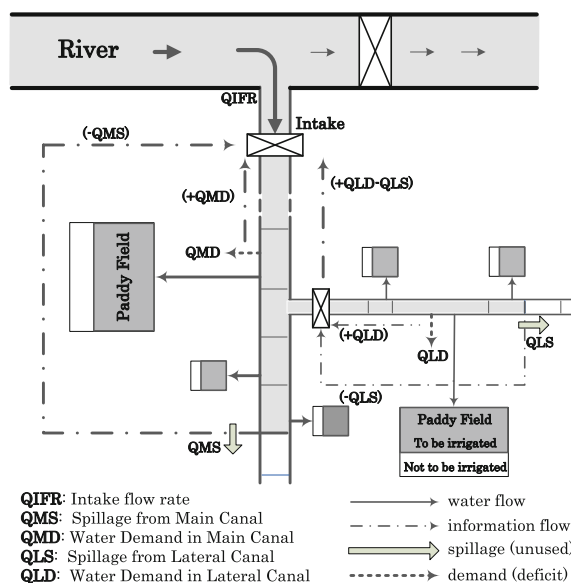 River
QIFR
Intake
(-QMS)
(+QMD)
(+QLD-QLS)
QMD
Paddy Field
(+QLD)
QLD
QLS
(-QLS)
QMS
Paddy Field
To be irrigated
Not to be irrigated
QIFR: Intake flow rate
QMS: Spillage from Main Canal
QMD: Water Demand in Main Canal
QLS: Spillage from Lateral Canal
QLD: Water Demand in Lateral Canal
water flow
information flow
spillage (unused)
demand (deficit)